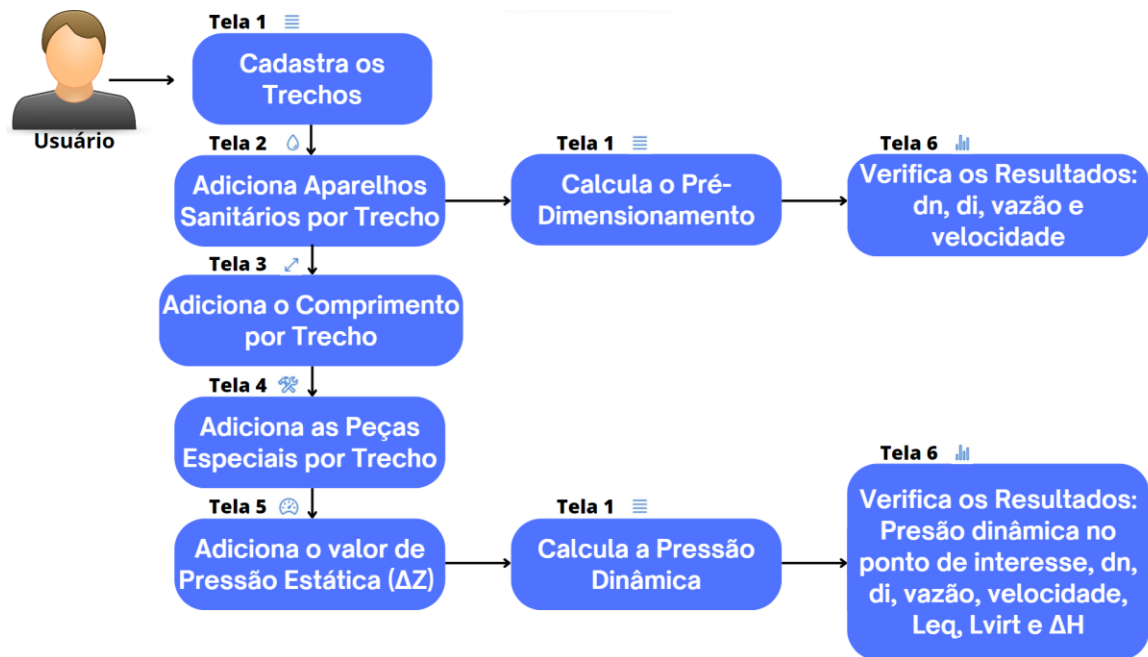 Usuário
Tela 1
Cadastra os
Trechos
Tela 2
Adiciona Aparelhos
Sanitários por Trecho
Tela 1
Calcula o Pré-
Dimensionamento
Tela 6
Verifica os Resultados:
dn, di, vazão e
velocidade
Tela 3
Adiciona o Comprimento
por Trecho
Tela 4
Adiciona as Peças
Especiais por Trecho
Tela 5
Adiciona o valor de
Pressão Estática (ΔZ)
Tela 1
Calcula a Pressão
Dinâmica
Tela 6
Verifica os Resultados:
Presão dinâmica no
ponto de interesse, dn,
di, vazão, velocidade,
Leq, Lvirt e ΔH